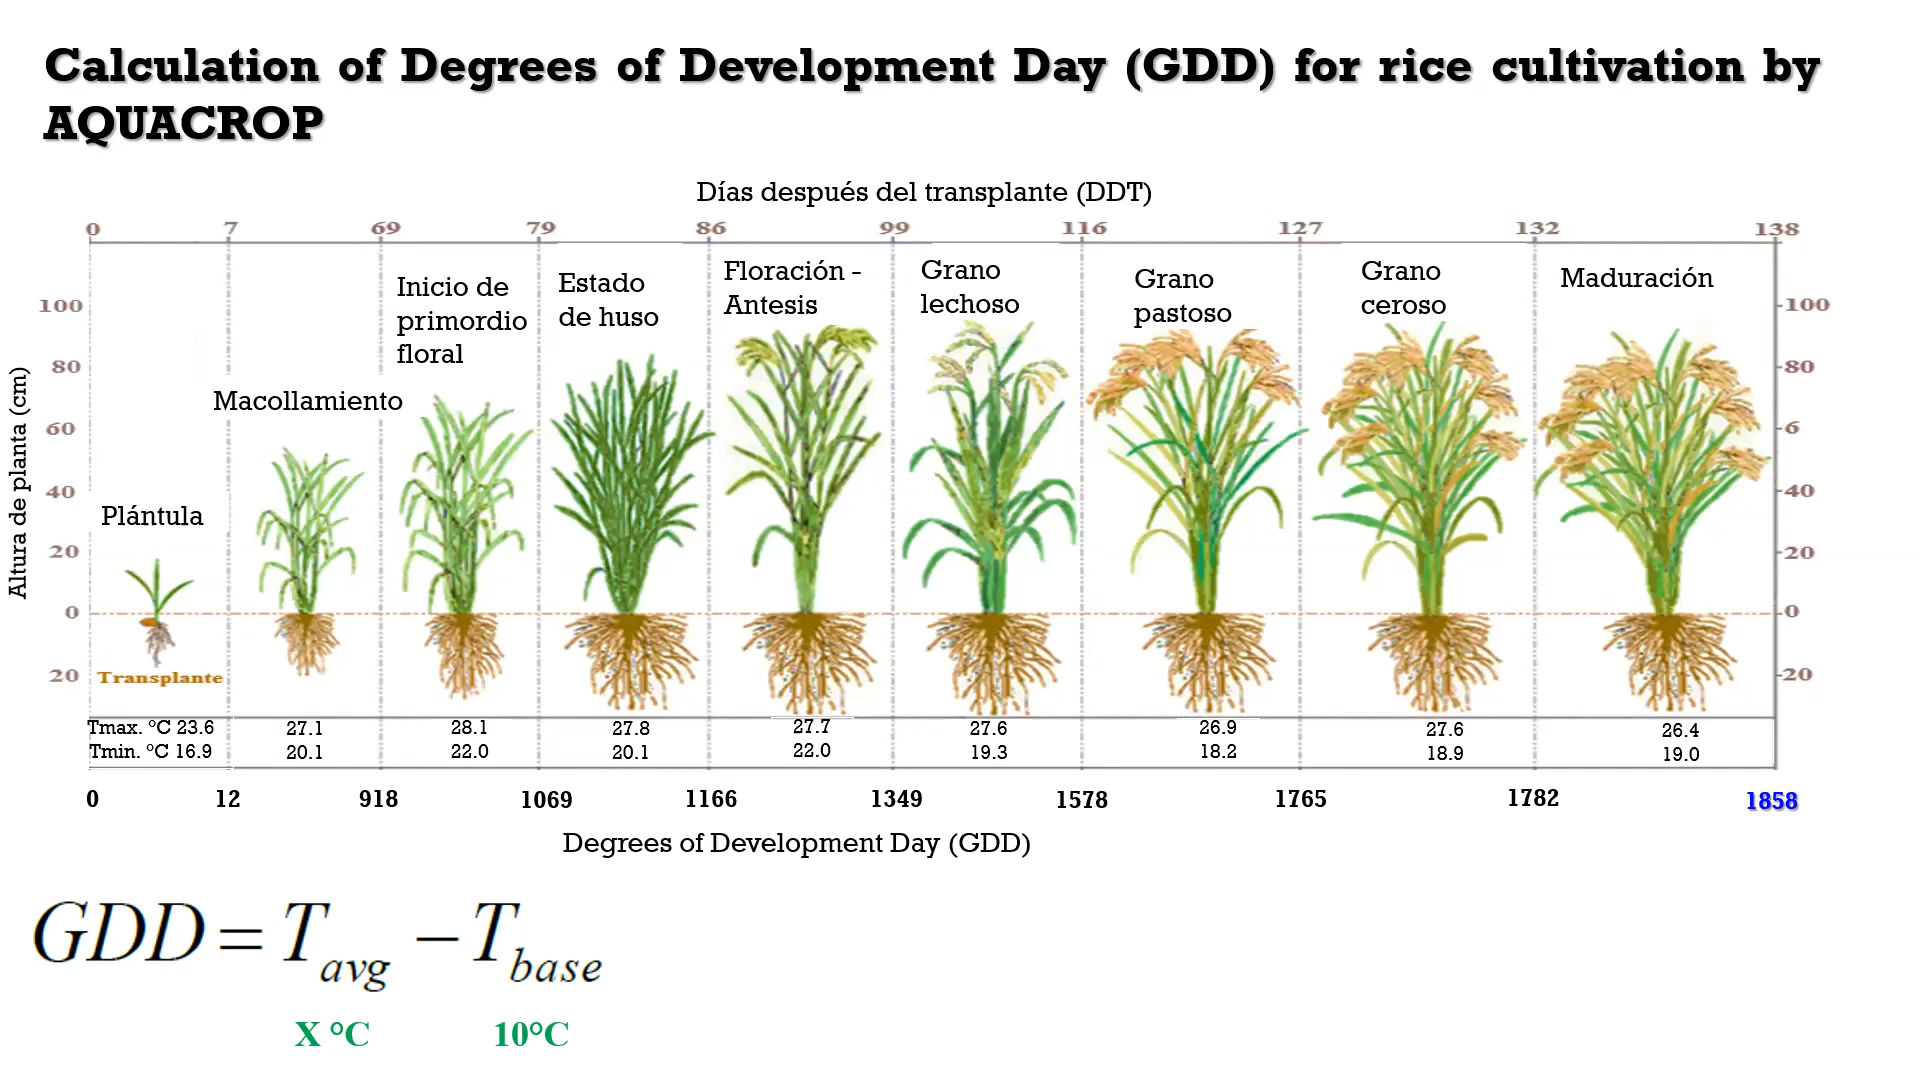 Calculation of Degrees of Development Day (GDD) for rice cultivation by
AQUACROP
Días después del transplante (DDT)
0 7 69 79 86 99 116 127 132 138
Altura de planta (cm)
100
80
60
40
20
0
20
100
80
6
40
20
0
20
Plántula
Macollamiento
Inicio de
primordio
floral
Estado
de huso
Floración -
Antesis
Grano
lechoso
Grano
pastoso
Grano
ceroso
Maduración
Transplante
Tmax. °C 23.6 27.1 28.1 27.8 27.7 27.6 26.9 27.6 26.4
Tmin. °C 16.9 20.1 22.0 20.1 22.0 19.3 18.2 18.9 19.0
0 12 918 1069 1166 1349 1578 1765 1782 1858
Degrees of Development Day (GDD)
GDD = Tavg − Tbase
X °C 10°C